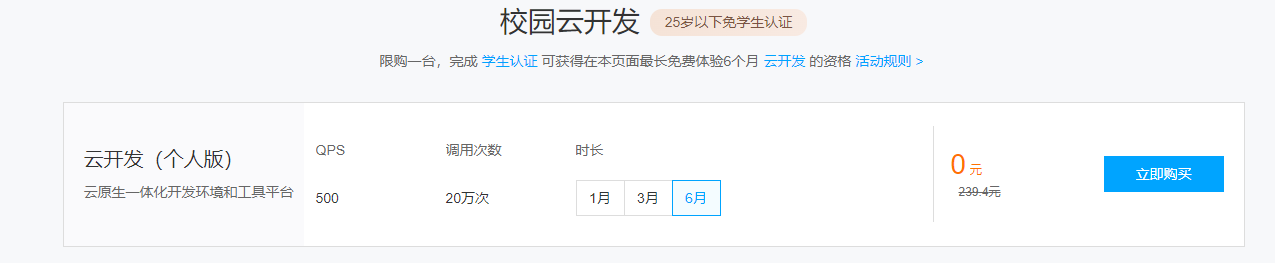 校园云开发 25岁以下免学生认证
限购一台，完成 学生认证 可获得在本页面最长免费体验6个月 云开发 的资格 活动规则 >
云开发（个人版）
云原生一体化开发环境和工具平台
QPS 调用次数 时长
500 20万次 1月 3月 6月
0 元
239.4元
立即购买